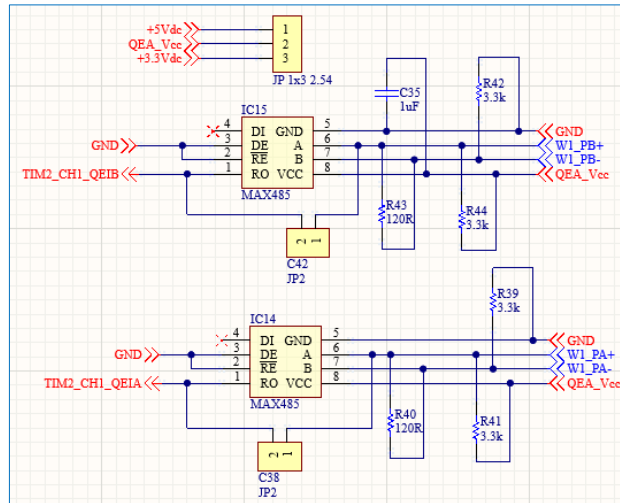 +5Vdc
QEA_Vcc
+3.3Vdc
1
2
3
JP 1x3 2.54
C35
1uF
R42
3.3k
IC15
4 DI GND 5
3 DE A 6
2 RE B 7
1 RO VCC 8
MAX485
GND
TIM2_CH1_QEIB
GND
W1_PB+
W1_PB-
QEA_Vcc
R43
120R
R44
3.3k
2 1
C42
JP2
R39
3.3k
IC14
4 DI GND 5
3 DE A 6
2 RE B 7
1 RO VCC 8
MAX485
GND
TIM2_CH1_QEIA
GND
W1_PA+
W1_PA-
QEA_Vcc
R40
120R
R41
3.3k
2 1
C38
JP2